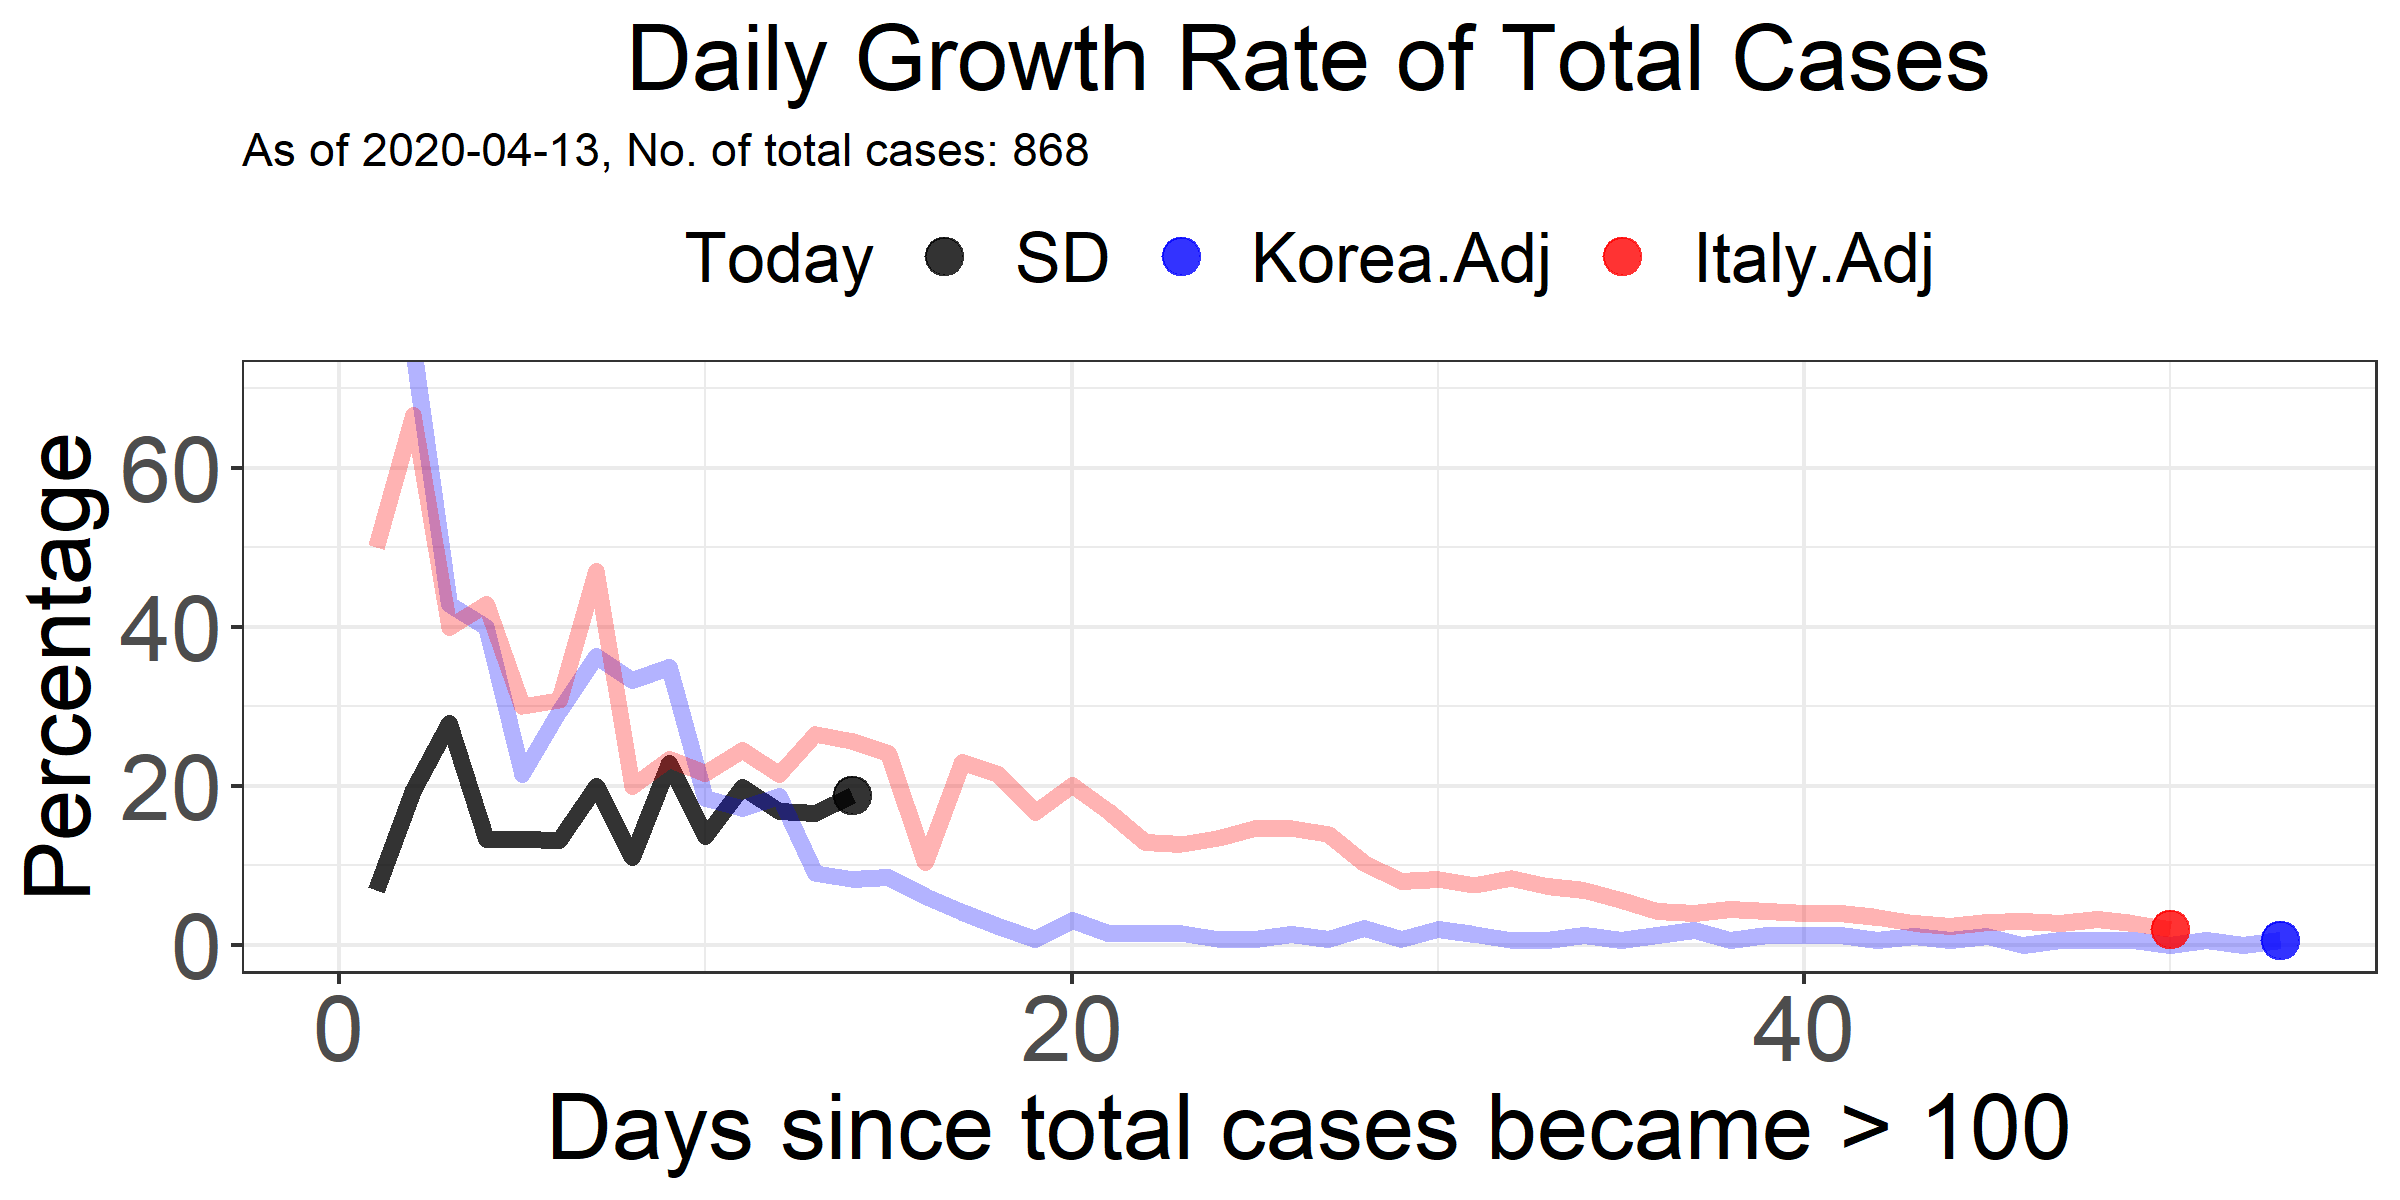 Daily Growth Rate of Total Cases
As of 2020-04-13, No. of total cases: 868
Today SD Korea.Adj Italy.Adj
Percentage
60
40
20
0
0 20 40
Days since total cases became > 100